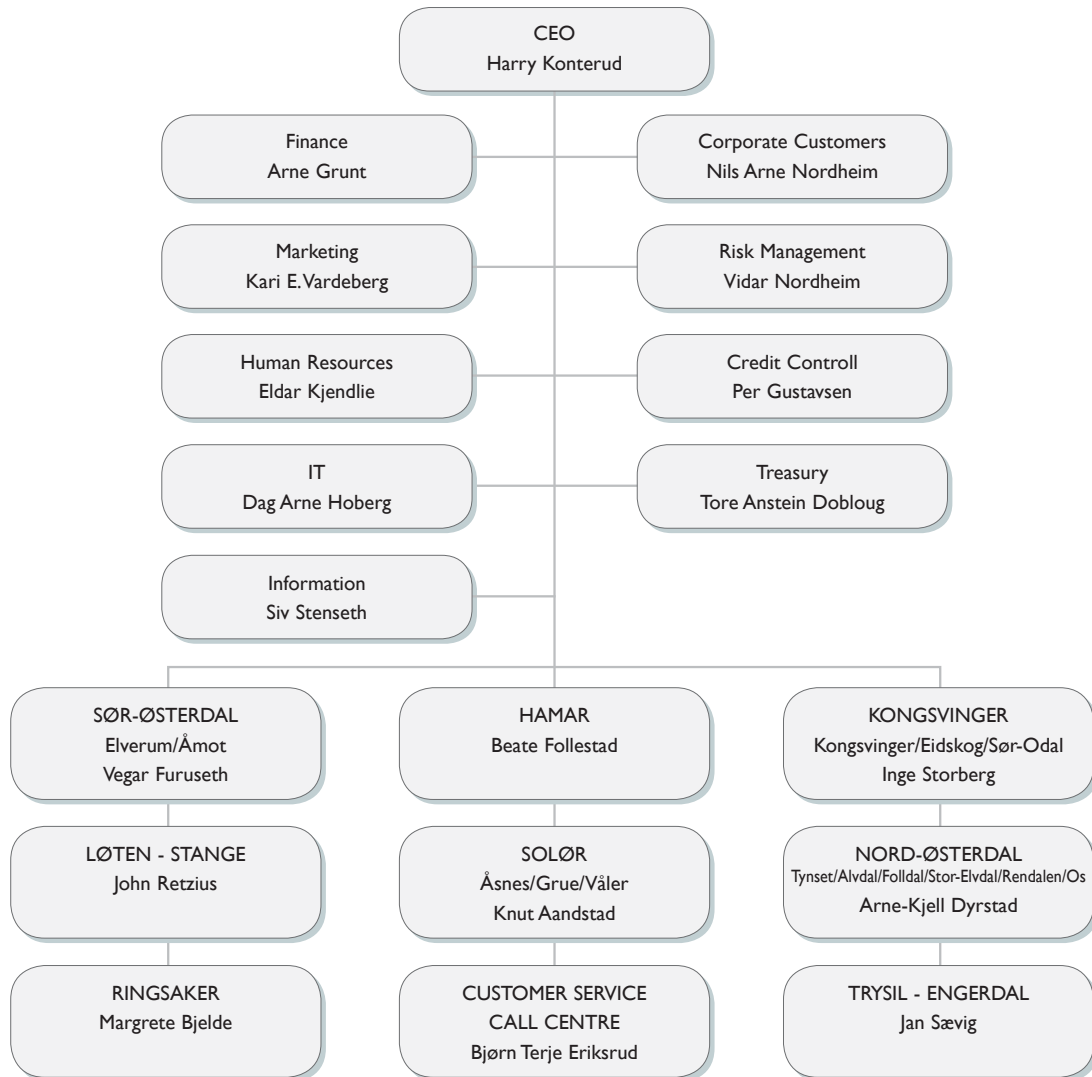 CEO
Harry Konterud
Finance
Arne Grunt
Corporate Customers
Nils Arne Nordheim
Marketing
Kari E. Vardeberg
Risk Management
Vidar Nordheim
Human Resources
Eldar Kjendlie
Credit Controll
Per Gustavsen
IT
Dag Arne Hoberg
Treasury
Tore Anstein Dobloug
Information
Siv Stenseth
SØR-ØSTERDAL
Elverum/Åmot
Vegar Furuseth
HAMAR
Beate Follestad
KONGSVINGER
Kongsvinger/Eidskog/Sør-Odal
Inge Storberg
LØTEN - STANGE
John Retzius
SOLØR
Åsnes/Grue/Våler
Knut Aandstad
NORD-ØSTERDAL
Tynset/Alvdal/Folldal/Stor-Elvdal/Rendalen/Os
Arne-Kjell Dyrstad
RINGSAKER
Margrete Bjelde
CUSTOMER SERVICE
CALL CENTRE
Bjørn Terje Eriksrud
TRYSIL - ENGERDAL
Jan Sævig